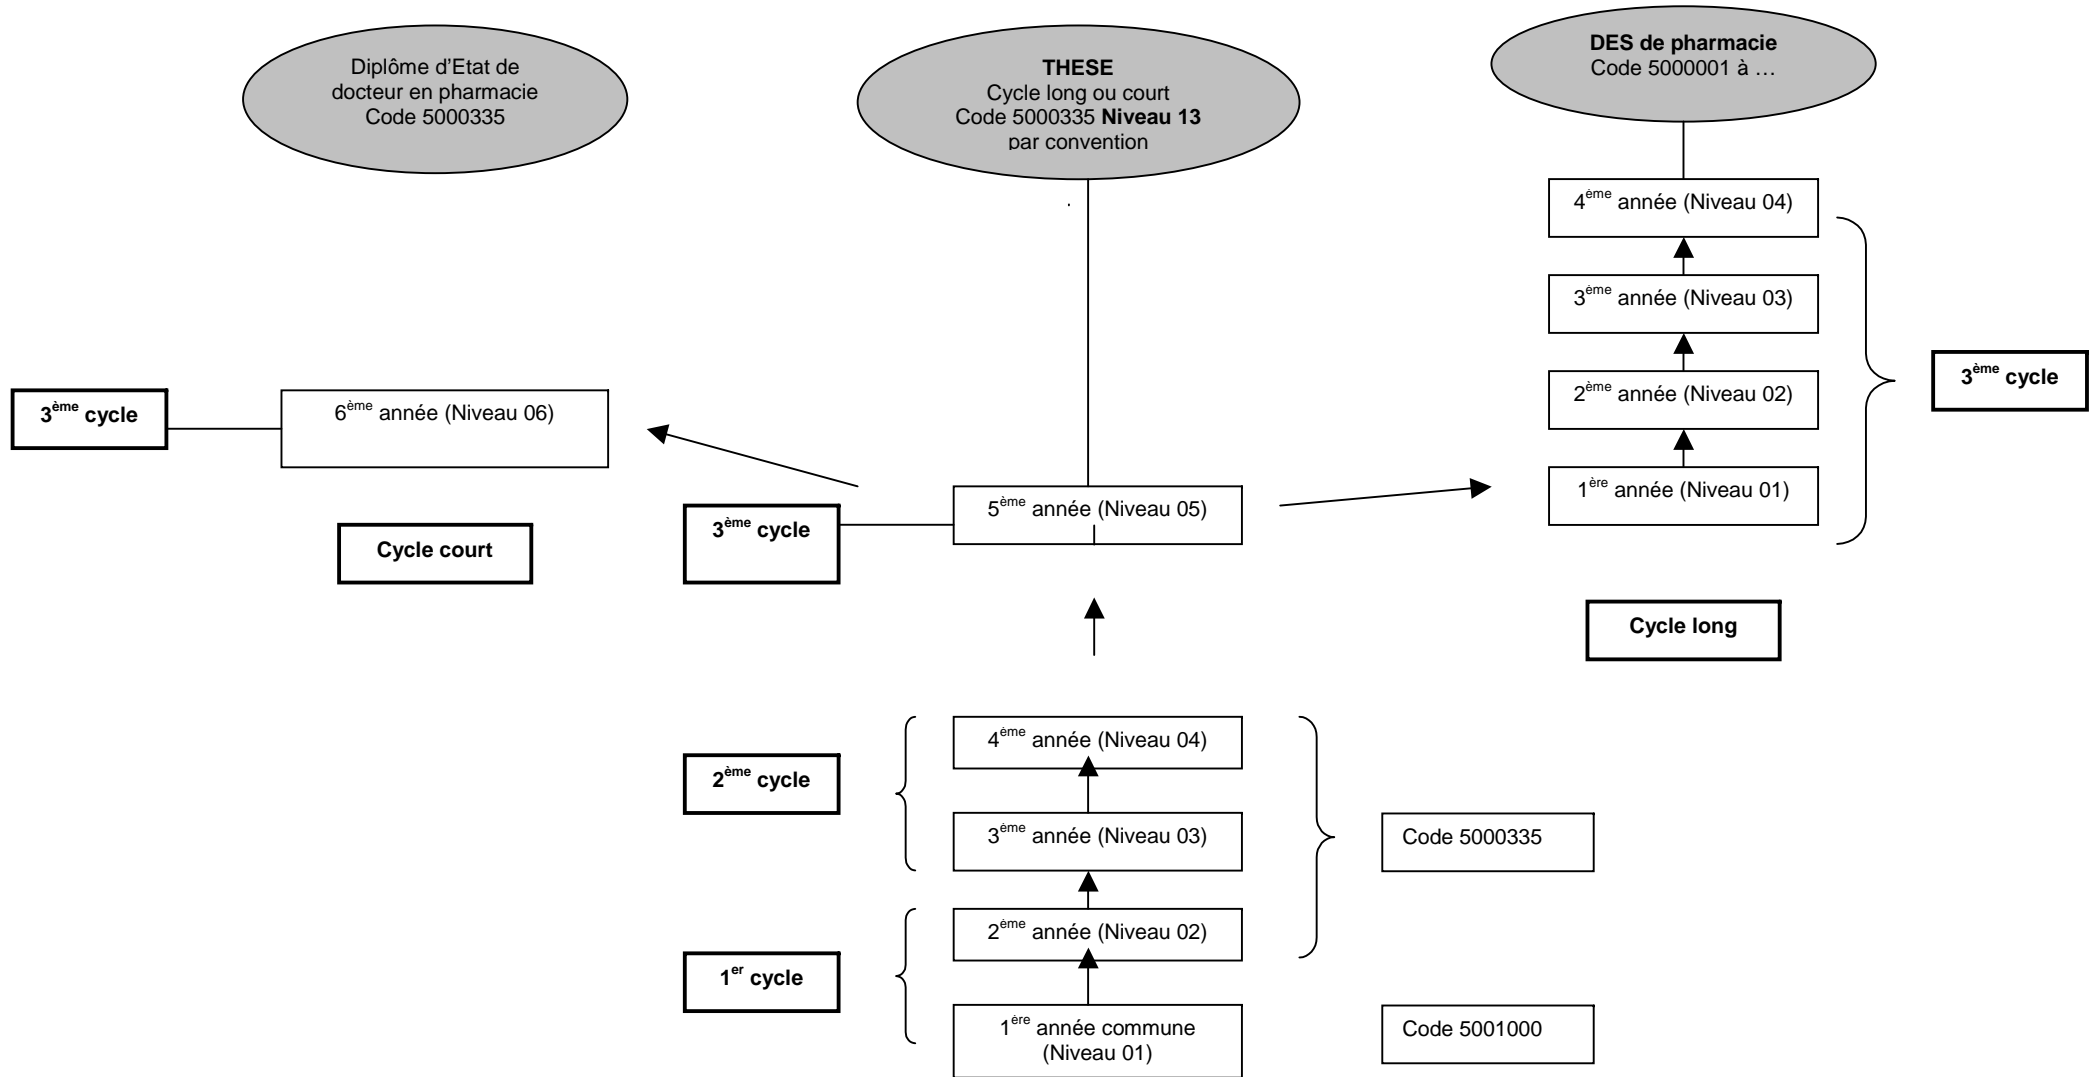 Diplôme d'Etat de
docteur en pharmacie
Code 5000335
THESE
Cycle long ou court
Code 5000335 Niveau 13
par convention
DES de pharmacie
Code 5000001 à …
4ème année (Niveau 04)
3ème année (Niveau 03)
2ème année (Niveau 02)
1ère année (Niveau 01)
3ème cycle
Cycle long
3ème cycle
6ème année (Niveau 06)
Cycle court
3ème cycle
5ème année (Niveau 05)
2ème cycle
4ème année (Niveau 04)
3ème année (Niveau 03)
Code 5000335
1er cycle
2ème année (Niveau 02)
1ère année commune
(Niveau 01)
Code 5001000